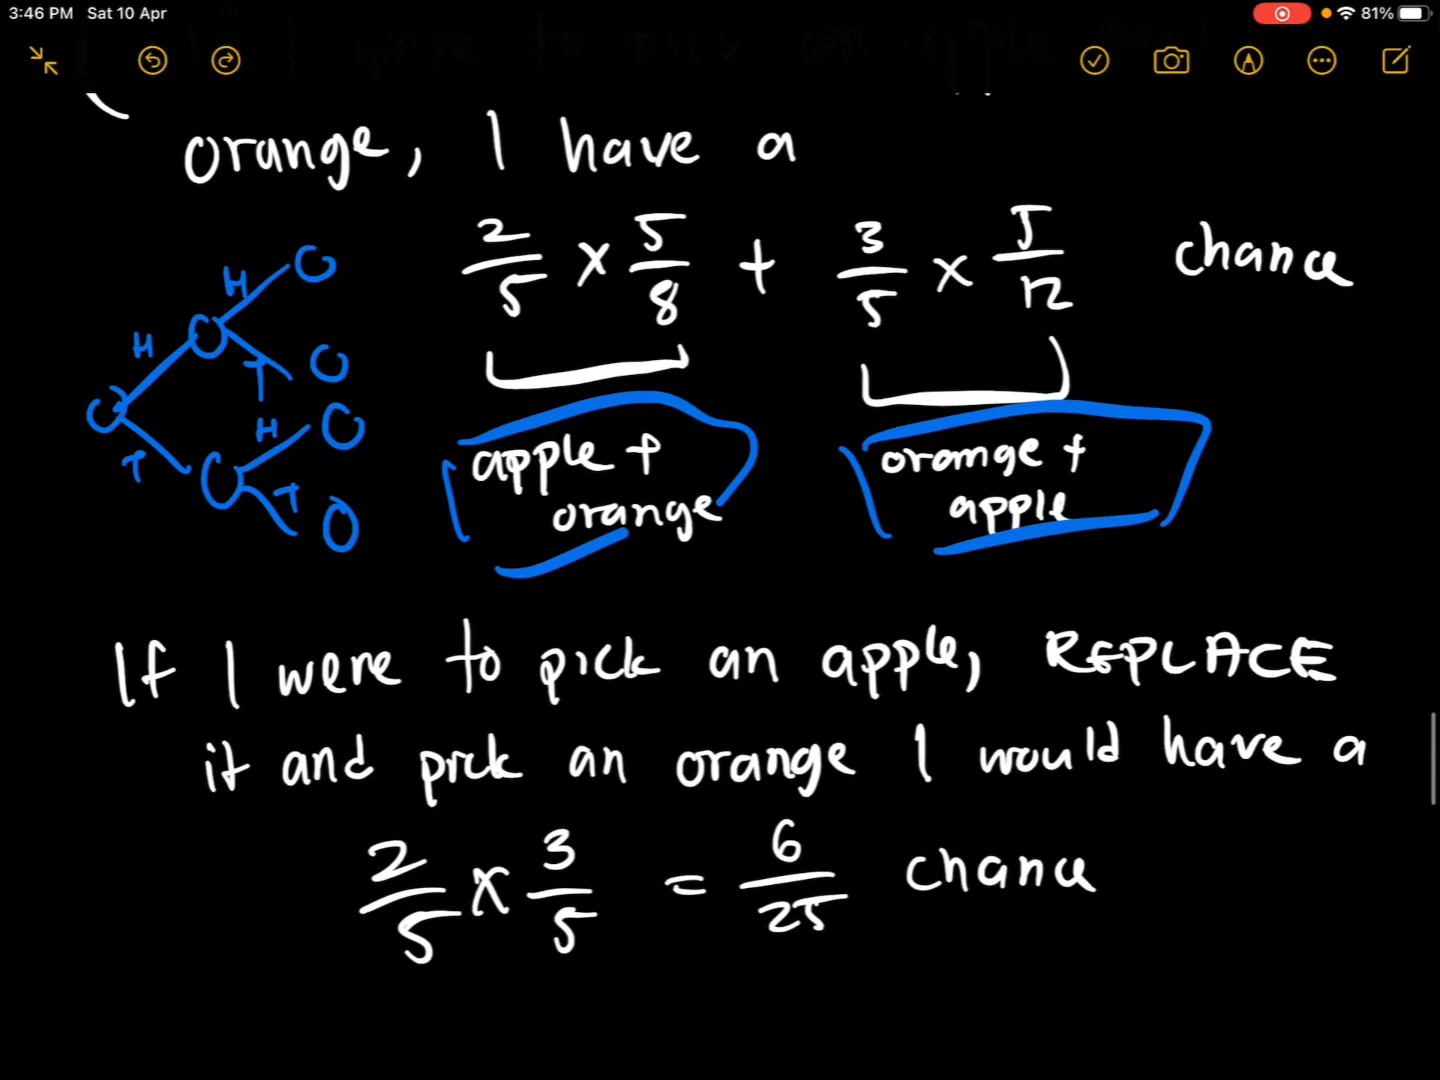 3:46 PM Sat 10 Apr 81%
orange, I have a
2/5 x 5/8 + 3/5 x 5/12 chance
H
H
T
H
T
T
apple +
orange
orange +
apple
If I were to pick an apple, REPLACE
it and pick an orange I would have a
2/5 x 3/5 = 6/25 chance